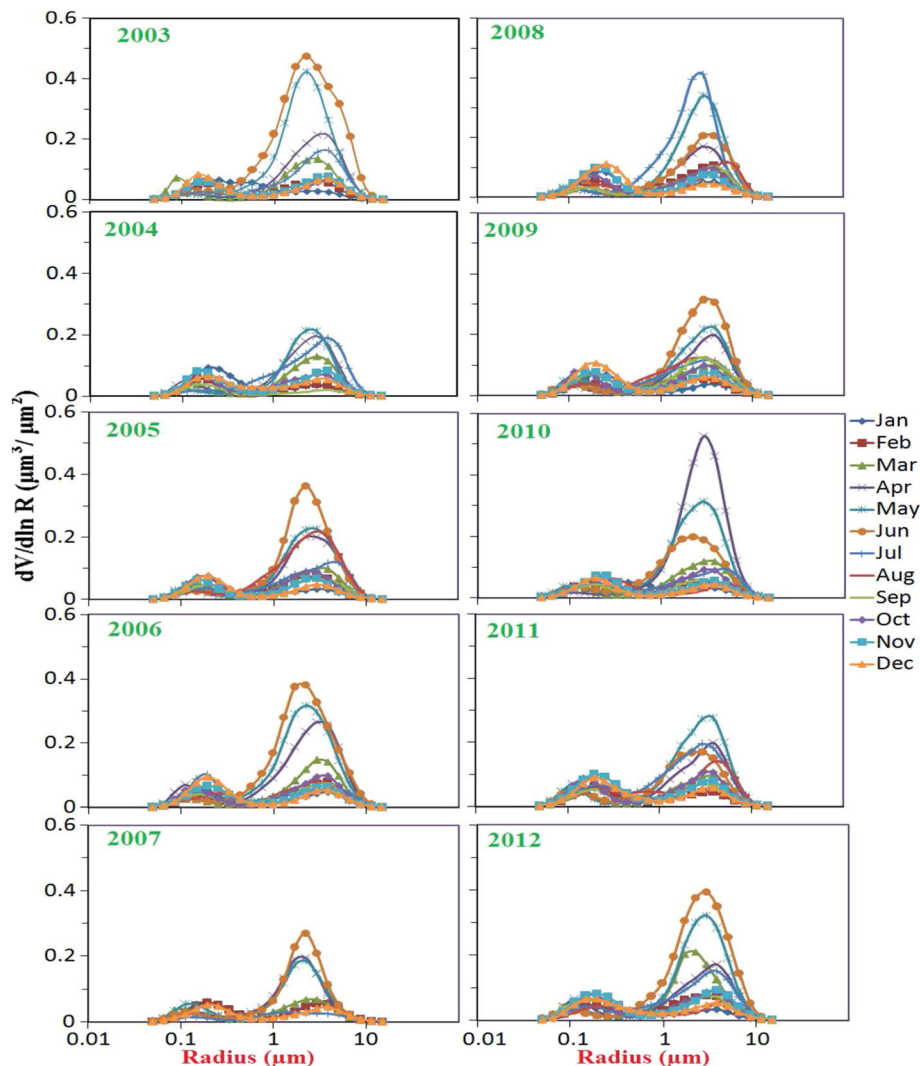 0.6
2003
0.4
0.2
0
2008
0.6
2004
0.4
0.2
0
2009
0.6
2005
0.4
0.2
0
2010
0.6
2006
0.4
0.2
0
2011
0.6
2007
0.4
0.2
0
2012
dV/dln R (µm³/ µm²)
0.01 0.1 1 10
0.01 0.1 1 10
Radius (µm)
Radius (µm)
Jan
Feb
Mar
Apr
May
Jun
Jul
Aug
Sep
Oct
Nov
Dec